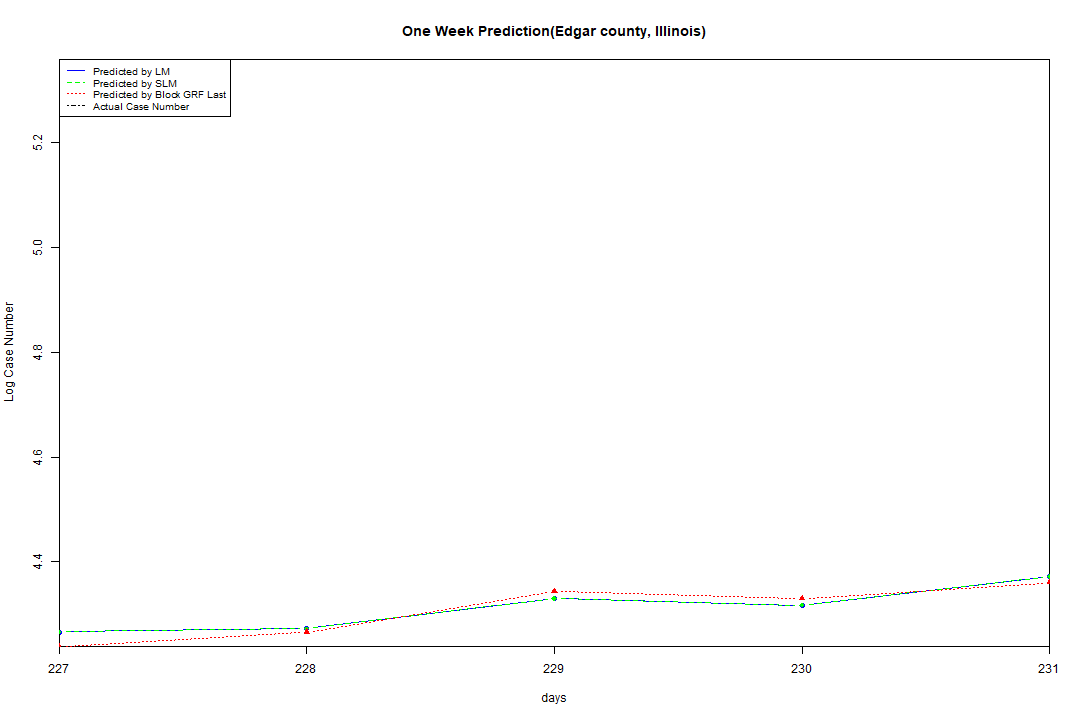 One Week Prediction(Edgar county, Illinois)
Predicted by LM
Predicted by SLM
Predicted by Block GRF Last
Actual Case Number
Log Case Number
5.2
5.0
4.8
4.6
4.4
227 228 229 230 231
days